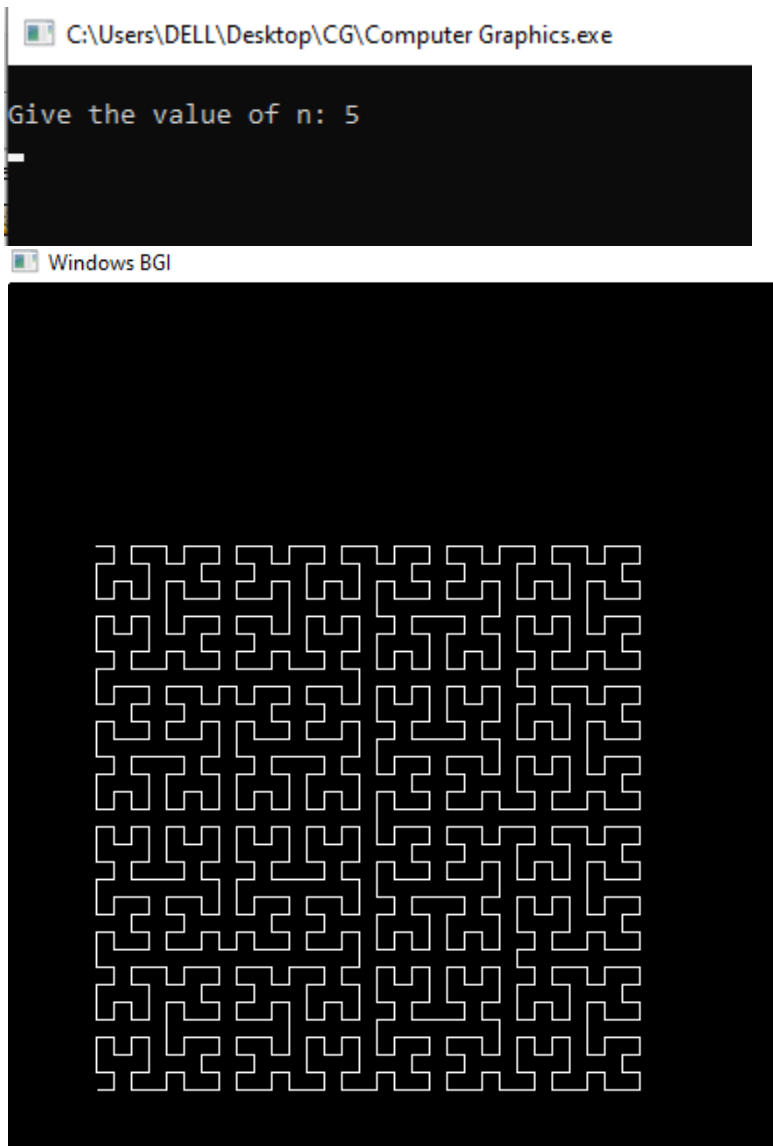 C:\Users\DELL\Desktop\CG\Computer Graphics.exe
Give the value of n: 5
Windows BGI